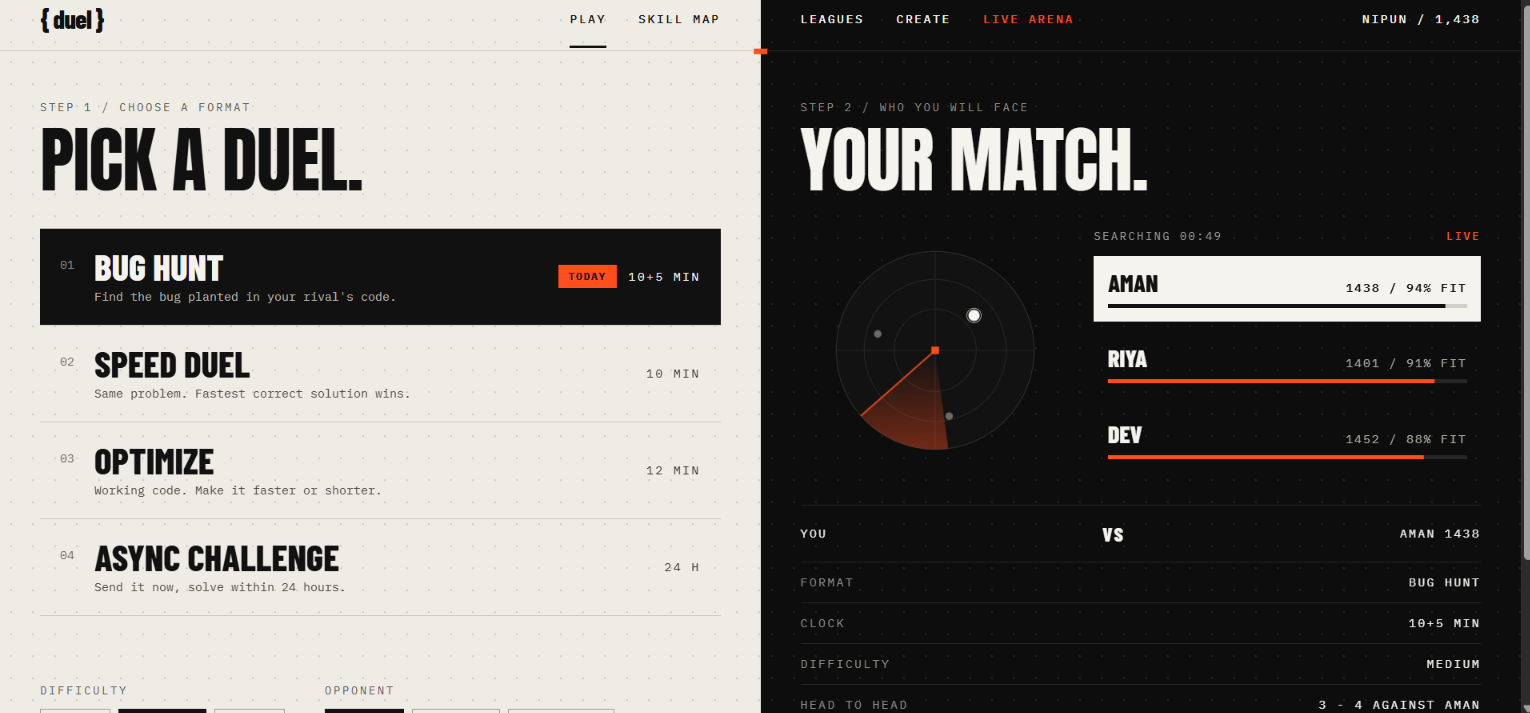 { duel }
PLAY
SKILL MAP
LEAGUES
CREATE
LIVE ARENA
NIPUN / 1,438
STEP 1 / CHOOSE A FORMAT
PICK A DUEL.
01
BUG HUNT
Find the bug planted in your rival's code.
TODAY
10+5 MIN
02
SPEED DUEL
Same problem. Fastest correct solution wins.
10 MIN
03
OPTIMIZE
Working code. Make it faster or shorter.
12 MIN
04
ASYNC CHALLENGE
Send it now, solve within 24 hours.
24 H
DIFFICULTY
OPPONENT
STEP 2 / WHO YOU WILL FACE
YOUR MATCH.
SEARCHING 00:49
LIVE
AMAN
1438 / 94% FIT
RIYA
1401 / 91% FIT
DEV
1452 / 88% FIT
YOU
VS
AMAN 1438
FORMAT
BUG HUNT
CLOCK
10+5 MIN
DIFFICULTY
MEDIUM
HEAD TO HEAD
3 - 4 AGAINST AMAN